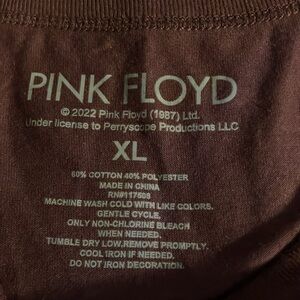 PINK FLOYD
© 2022 Pink Floyd (1987) Ltd.
Under license to Perryscope Productions LLC
XL
60% COTTON 40% POLYESTER
MADE IN CHINA
RN#117508
MACHINE WASH COLD WITH LIKE COLORS.
GENTLE CYCLE.
ONLY NON-CHLORINE BLEACH
WHEN NEEDED.
TUMBLE DRY LOW.REMOVE PROMPTLY.
COOL IRON IF NEEDED.
DO NOT IRON DECORATION.